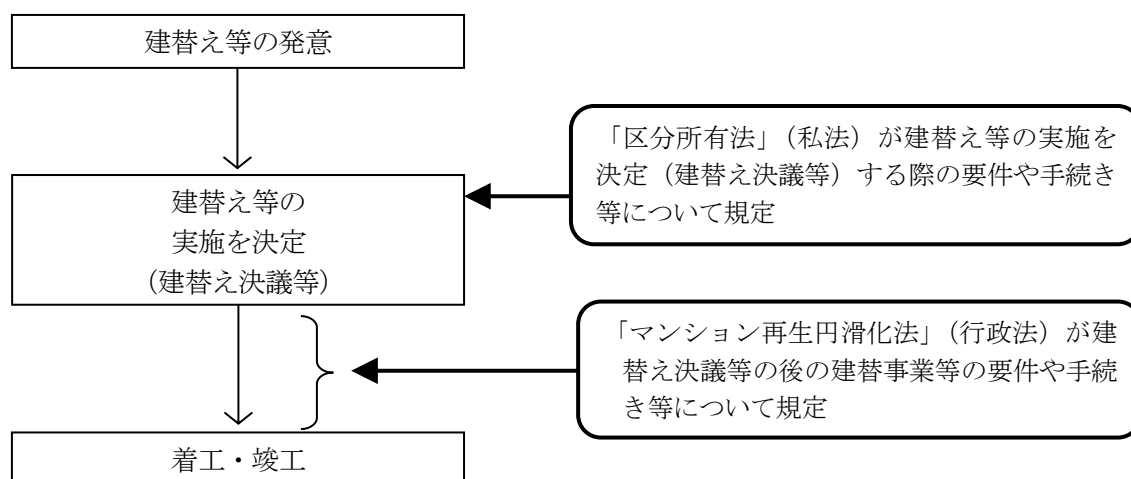 建替え等の発意
「区分所有法」（私法）が建替え等の実施を
決定（建替え決議等）する際の要件や手続き
等について規定
建替え等の
実施を決定
（建替え決議等）
「マンション再生円滑化法」（行政法）が建
替え決議等の後の建替事業等の要件や手続
き等について規定
着工・竣工